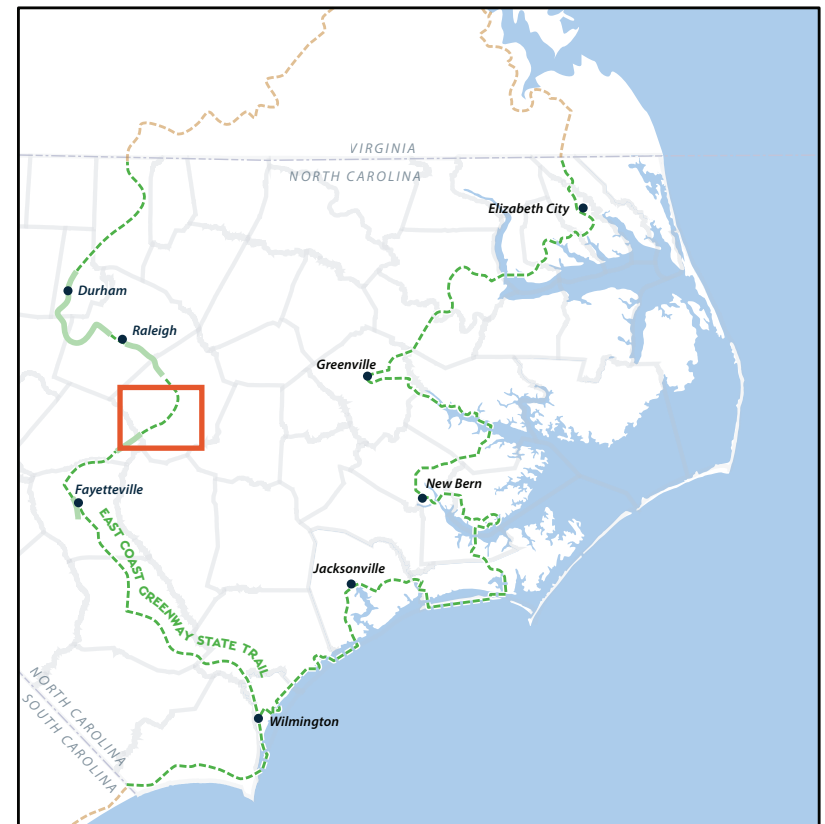 VIRGINIA
NORTH CAROLINA
Elizabeth City
Durham
Raleigh
Greenville
New Bern
Fayetteville
EAST COAST GREENWAY STATE TRAIL
Jacksonville
NORTH CAROLINA
SOUTH CAROLINA
Wilmington